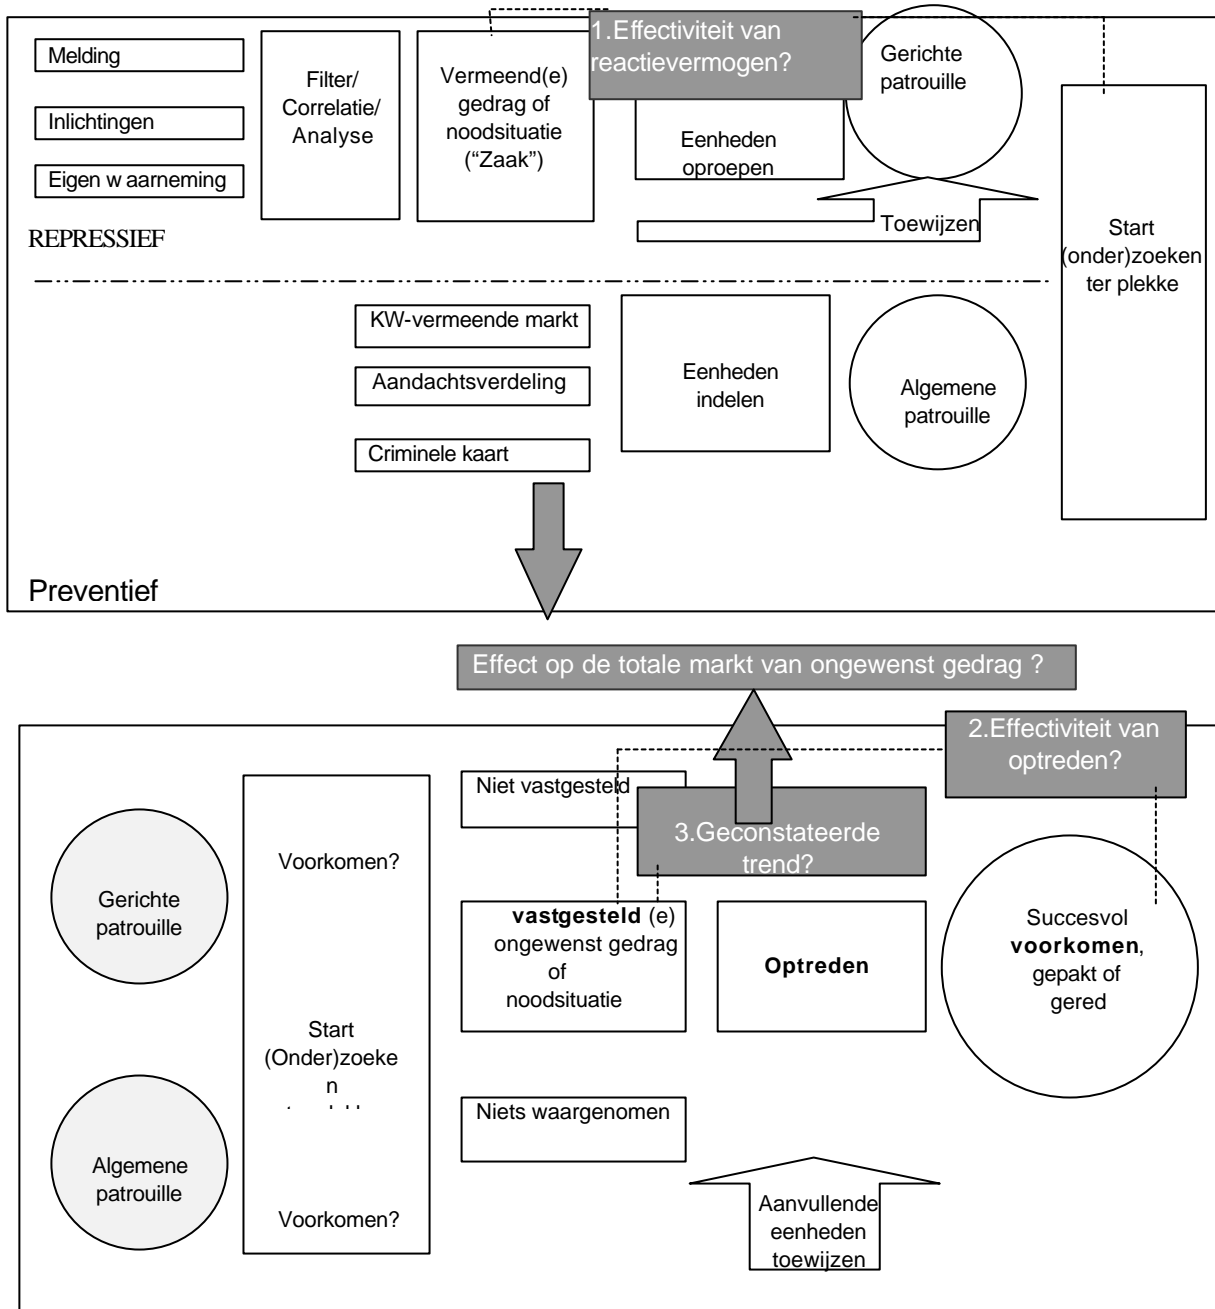 1.Effectiviteit van
reactievermogen?
Melding
Inlichtingen
Eigen w aarneming
Filter/
Correlatie/
Analyse
Vermeend(e)
gedrag of
noodsituatie
(“Zaak”)
Eenheden
oproepen
Gerichte
patrouille
Toewijzen
Start
(onder)zoeken
ter plekke
REPRESSIEF
KW-vermeende markt
Aandachtsverdeling
Criminele kaart
Eenheden
indelen
Algemene
patrouille
Preventief
Effect op de totale markt van ongewenst gedrag ?
2.Effectiviteit van
optreden?
Niet vastgesteld
3.Geconstateerde
trend?
Gerichte
patrouille
Algemene
patrouille
Voorkomen?
Start
(Onder)zoeke
n
Voorkomen?
vastgesteld (e)
ongewenst gedrag
of
noodsituatie
Optreden
Succesvol
voorkomen,
gepakt of
gered
Niets waargenomen
Aanvullende
eenheden
toewijzen